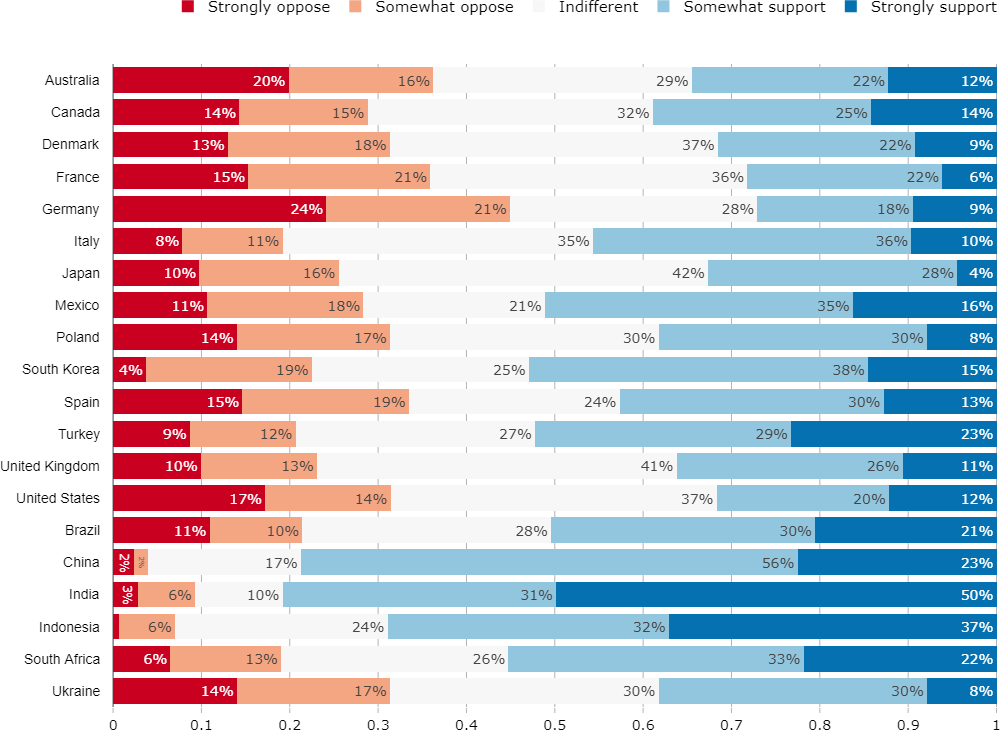 Strongly oppose Somewhat oppose Indifferent Somewhat support Strongly support
Australia 20% 16% 29% 22% 12%
Canada 14% 15% 32% 25% 14%
Denmark 13% 18% 37% 22% 9%
France 15% 21% 36% 22% 6%
Germany 24% 21% 28% 18% 9%
Italy 8% 11% 35% 36% 10%
Japan 10% 16% 42% 28% 4%
Mexico 11% 18% 21% 35% 16%
Poland 14% 17% 30% 30% 8%
South Korea 4% 19% 25% 38% 15%
Spain 15% 19% 24% 30% 13%
Turkey 9% 12% 27% 29% 23%
United Kingdom 10% 13% 41% 26% 11%
United States 17% 14% 37% 20% 12%
Brazil 11% 10% 28% 30% 21%
China 2% 2% 17% 56% 23%
India 3% 6% 10% 31% 50%
Indonesia 6% 24% 32% 37%
South Africa 6% 13% 26% 33% 22%
Ukraine 14% 17% 30% 30% 8%
0 0.1 0.2 0.3 0.4 0.5 0.6 0.7 0.8 0.9 1